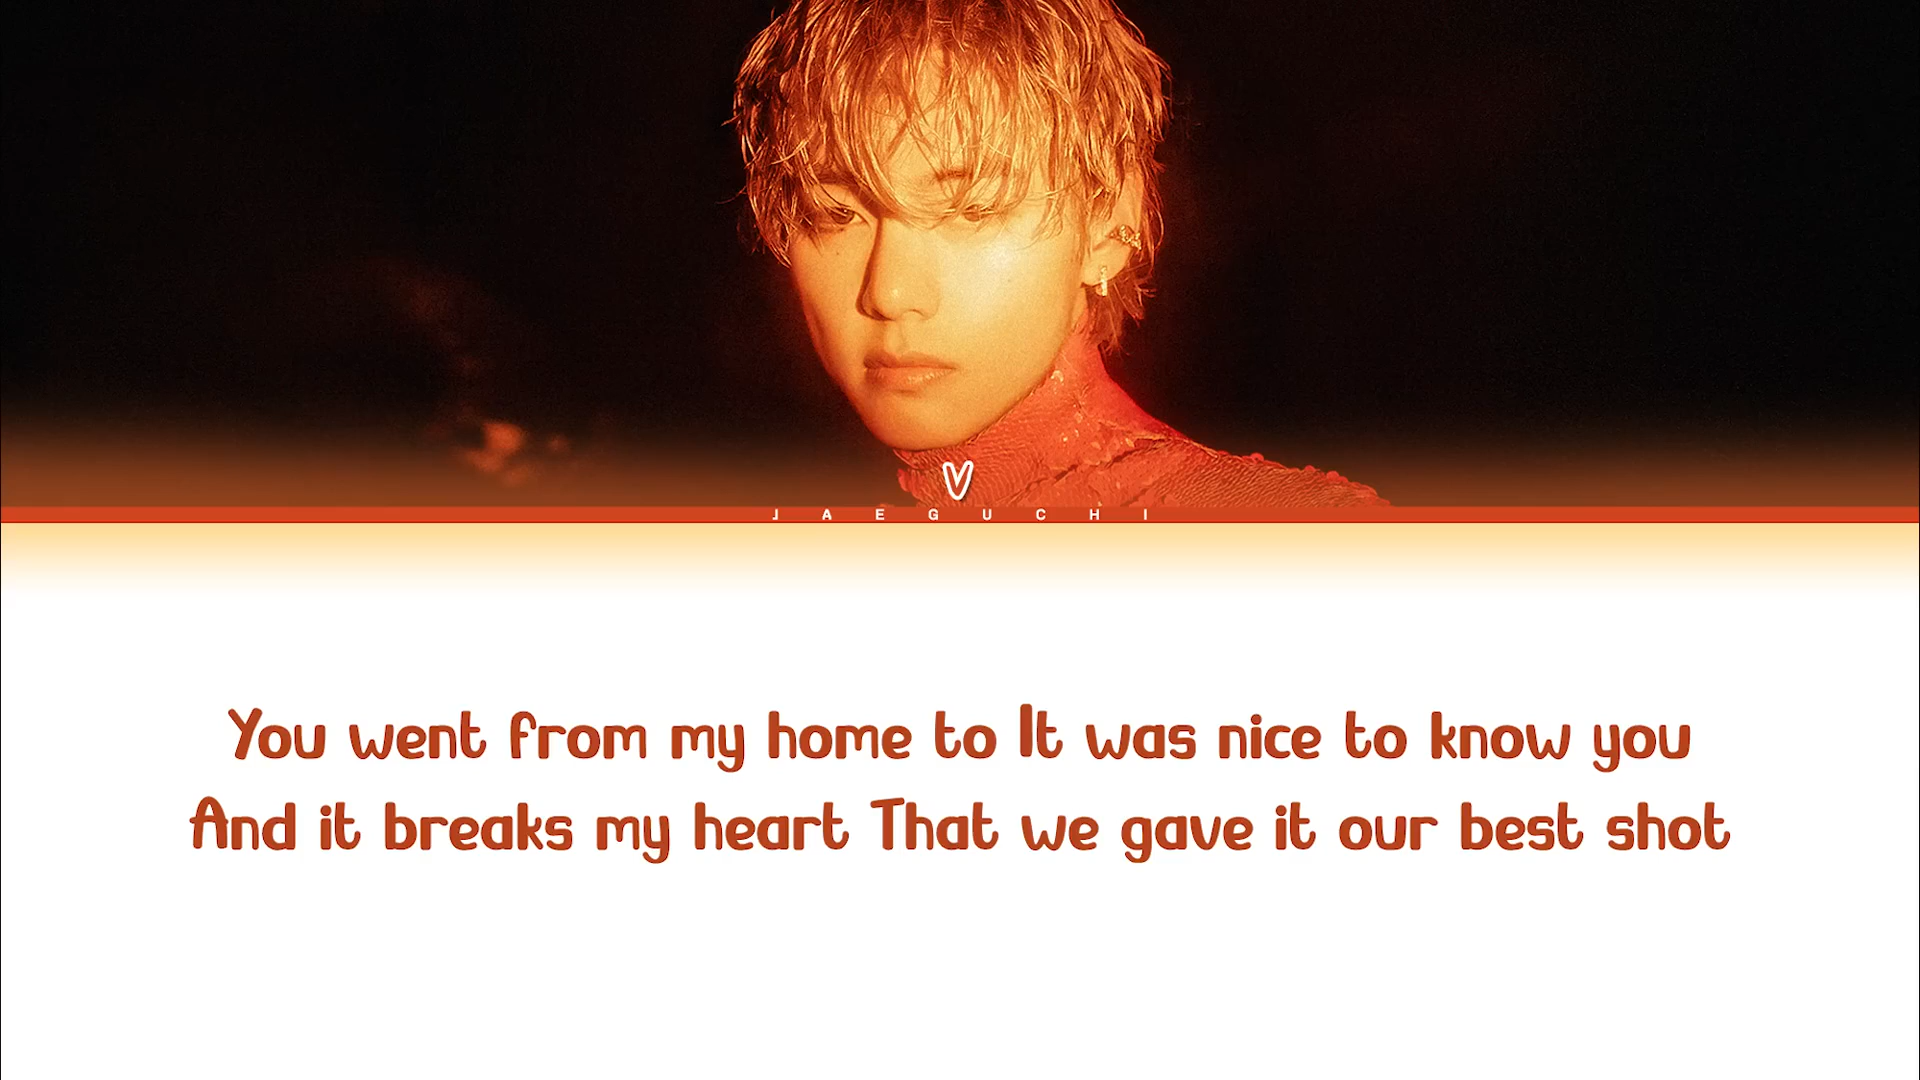 V
JAEGUCHI
You went from my home to It was nice to know you
And it breaks my heart That we gave it our best shot